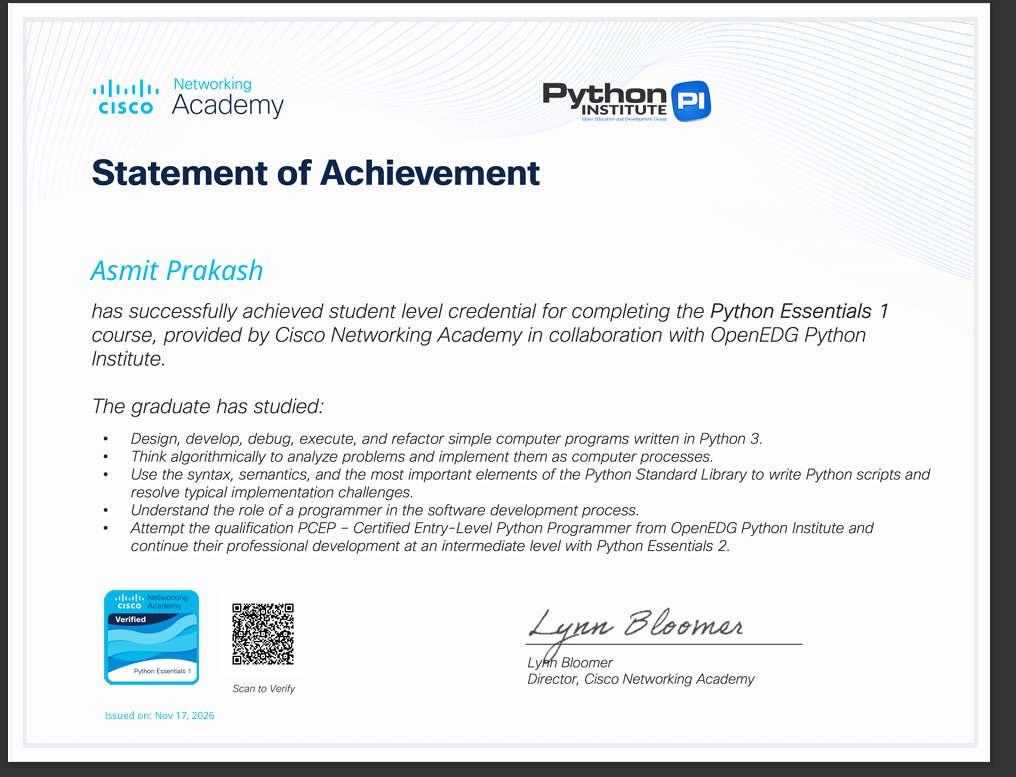 Networking
CISCO Academy
Python
INSTITUTE PI
Open Education and Development Group
Statement of Achievement
Asmit Prakash
has successfully achieved student level credential for completing the Python Essentials 1
course, provided by Cisco Networking Academy in collaboration with OpenEDG Python
Institute.
The graduate has studied:
• Design, develop, debug, execute, and refactor simple computer programs written in Python 3.
• Think algorithmically to analyze problems and implement them as computer processes.
• Use the syntax, semantics, and the most important elements of the Python Standard Library to write Python scripts and
resolve typical implementation challenges.
• Understand the role of a programmer in the software development process.
• Attempt the qualification PCEP – Certified Entry-Level Python Programmer from OpenEDG Python Institute and
continue their professional development at an intermediate level with Python Essentials 2.
Networking
CISCO Academy
Verified
Python Essentials 1
Scan to Verify
Lynn Bloomer
Lynn Bloomer
Director, Cisco Networking Academy
Issued on: Nov 17, 2026